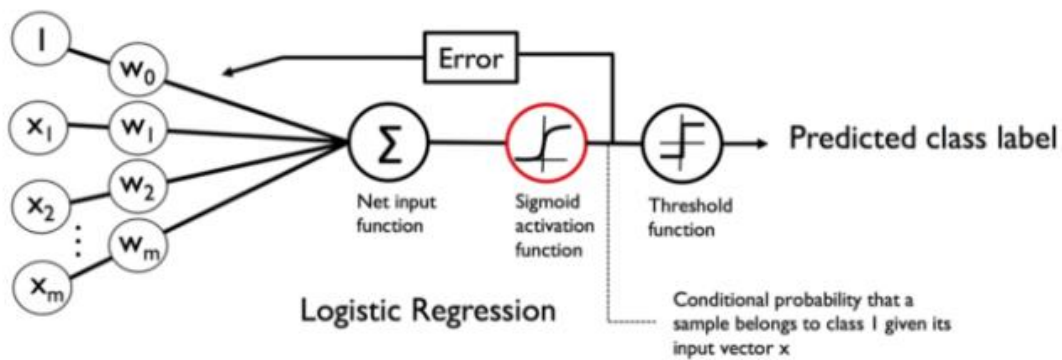 1
w0
x1
w1
x2
w2
wm
xm
Error
Σ
Net input
function
Sigmoid
activation
function
Threshold
function
Predicted class label
Logistic Regression
Conditional probability that a
sample belongs to class 1 given its
input vector x